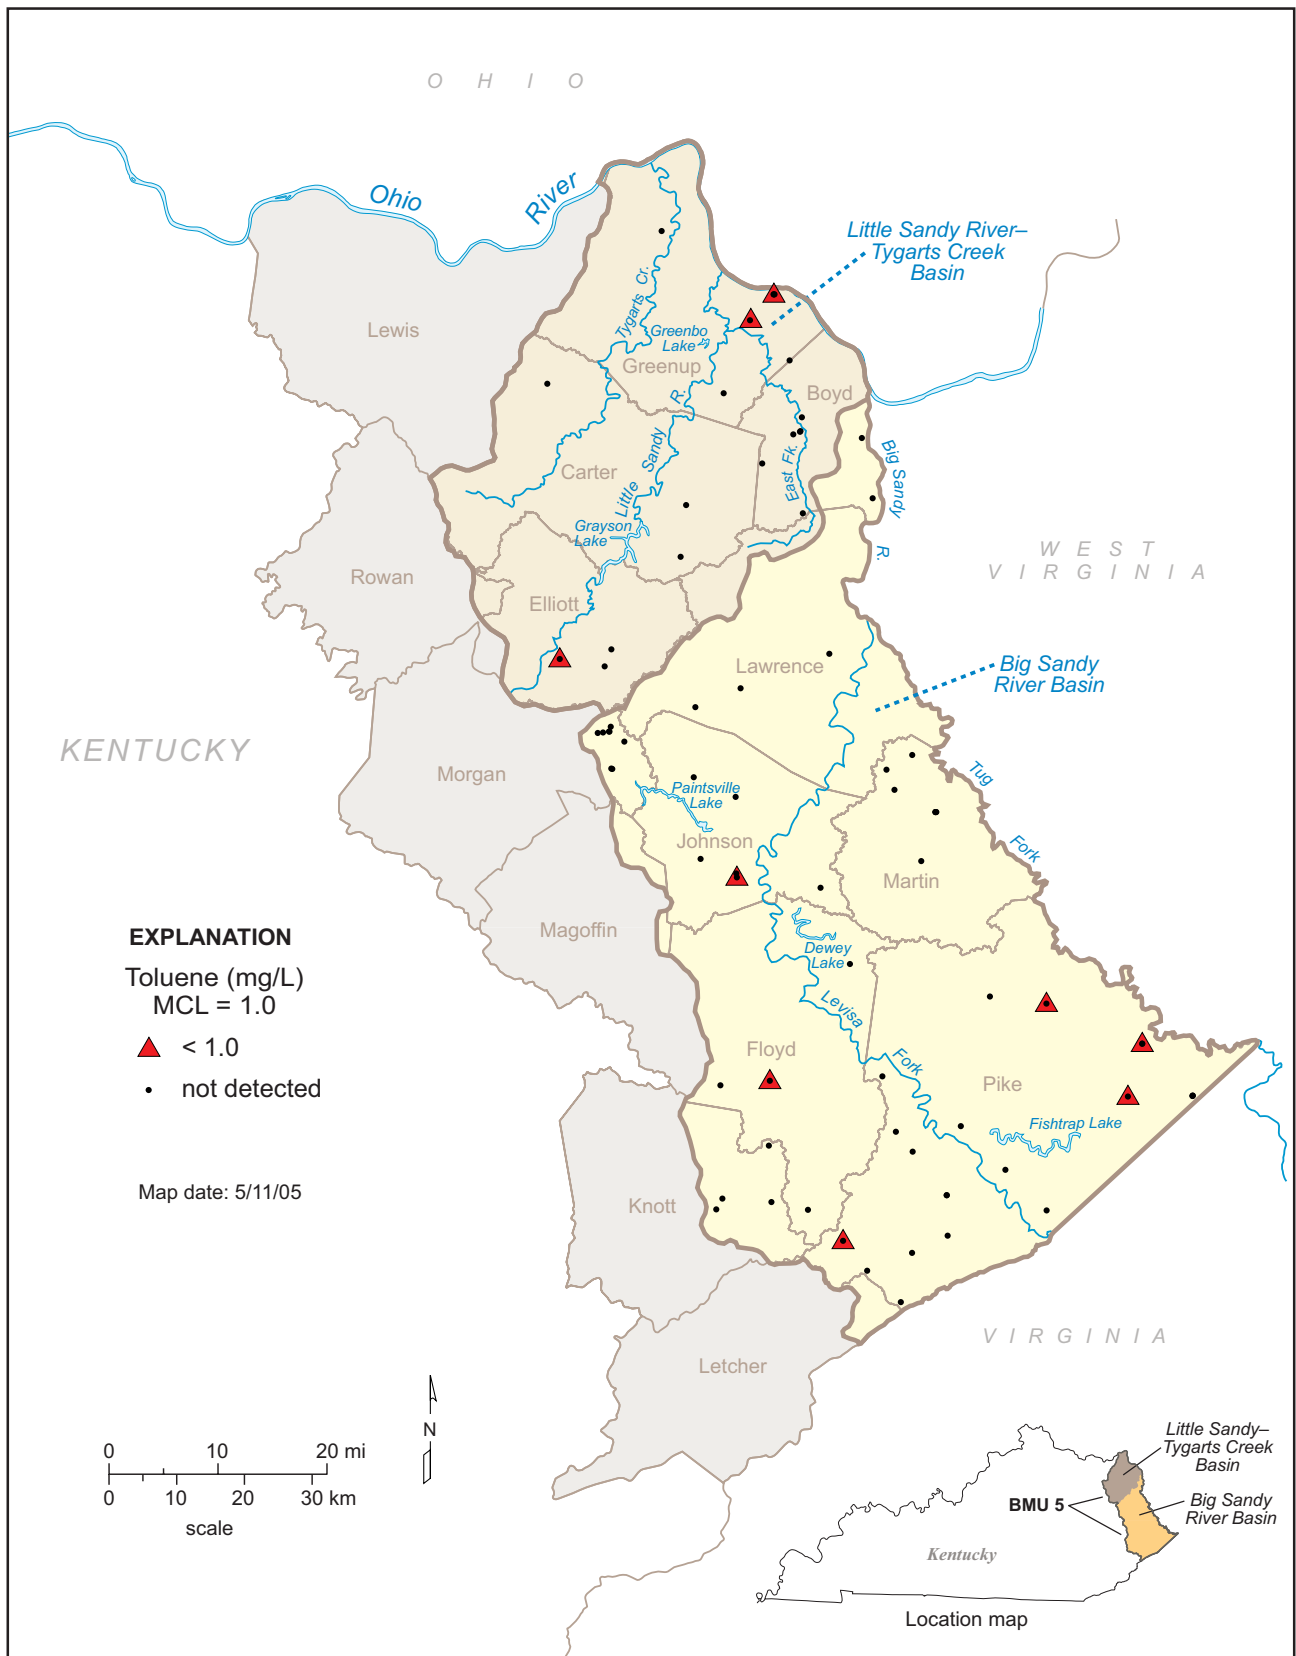 O H I O
Ohio
River
Little Sandy River–
Tygarts Creek
Basin
Lewis
Tygarts Cr.
Greenbo
Lake
Greenup
R.
Boyd
Sandy
Little
East Fk.
Big Sandy
R.
Carter
Grayson
Lake
WEST
VIRGINIA
Rowan
Elliott
Lawrence
Big Sandy
River Basin
KENTUCKY
Morgan
Tug
Fork
Paintsville
Lake
Johnson
Martin
Magoffin
Dewey
Lake
Levisa
Fork
EXPLANATION
Toluene (mg/L)
MCL = 1.0
< 1.0
not detected
Floyd
Pike
Fishtrap Lake
Map date: 5/11/05
Knott
VIRGINIA
Letcher
N
0 10 20 mi
0 10 20 30 km
scale
Little Sandy–
Tygarts Creek
Basin
BMU 5
Big Sandy
River Basin
Kentucky
Location map